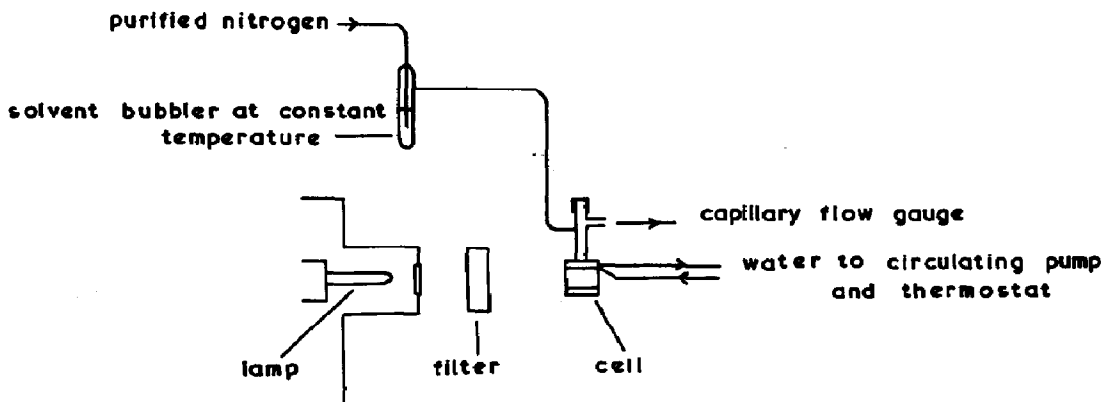 purified nitrogen
solvent bubbler at constant
temperature
capillary flow gauge
water to circulating pump
and thermostat
lamp
filter
cell